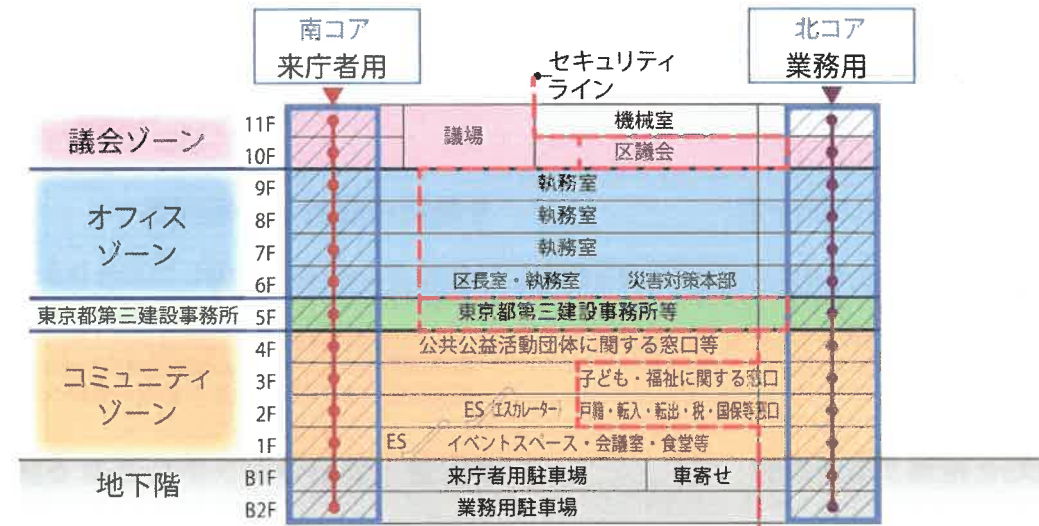 南コア
来庁者用
北コア
業務用
セキュリティ
ライン
議会ゾーン
11F
議場
機械室
10F
区議会
オフィス
ゾーン
9F
執務室
8F
執務室
7F
執務室
6F
区長室・執務室
災害対策本部
東京都第三建設事務所
5F
東京都第三建設事務所等
コミュニティ
ゾーン
4F
公共公益活動団体に関する窓口等
3F
子ども・福祉に関する窓口
2F
ES（エスカレーター）
戸籍・転入・転出・税・国保等窓口
1F
ES
イベントスペース・会議室・食堂等
地下階
B1F
来庁者用駐車場
車寄せ
B2F
業務用駐車場